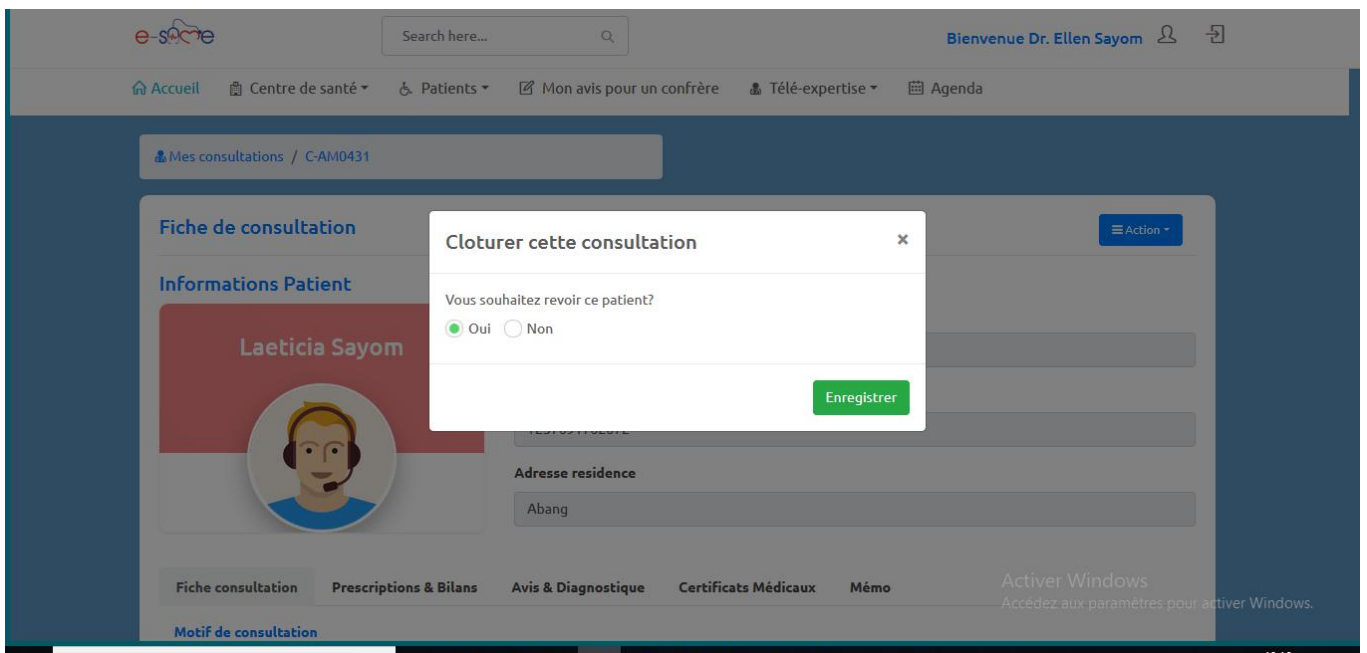 e-same
Search here...
Bienvenue Dr. Ellen Sayom
Accueil Centre de santé Patients Mon avis pour un confrère Télé-expertise Agenda
Mes consultations / C-AM0431
Fiche de consultation
Action
Informations Patient
Laeticia Sayom
Cloturer cette consultation ×
Vous souhaitez revoir ce patient?
Oui Non
Enregistrer
Adresse residence
Abang
Fiche consultation Prescriptions & Bilans Avis & Diagnostique Certificats Médicaux Mémo
Motif de consultation
Activer Windows
Accédez aux paramètres pour activer Windows.